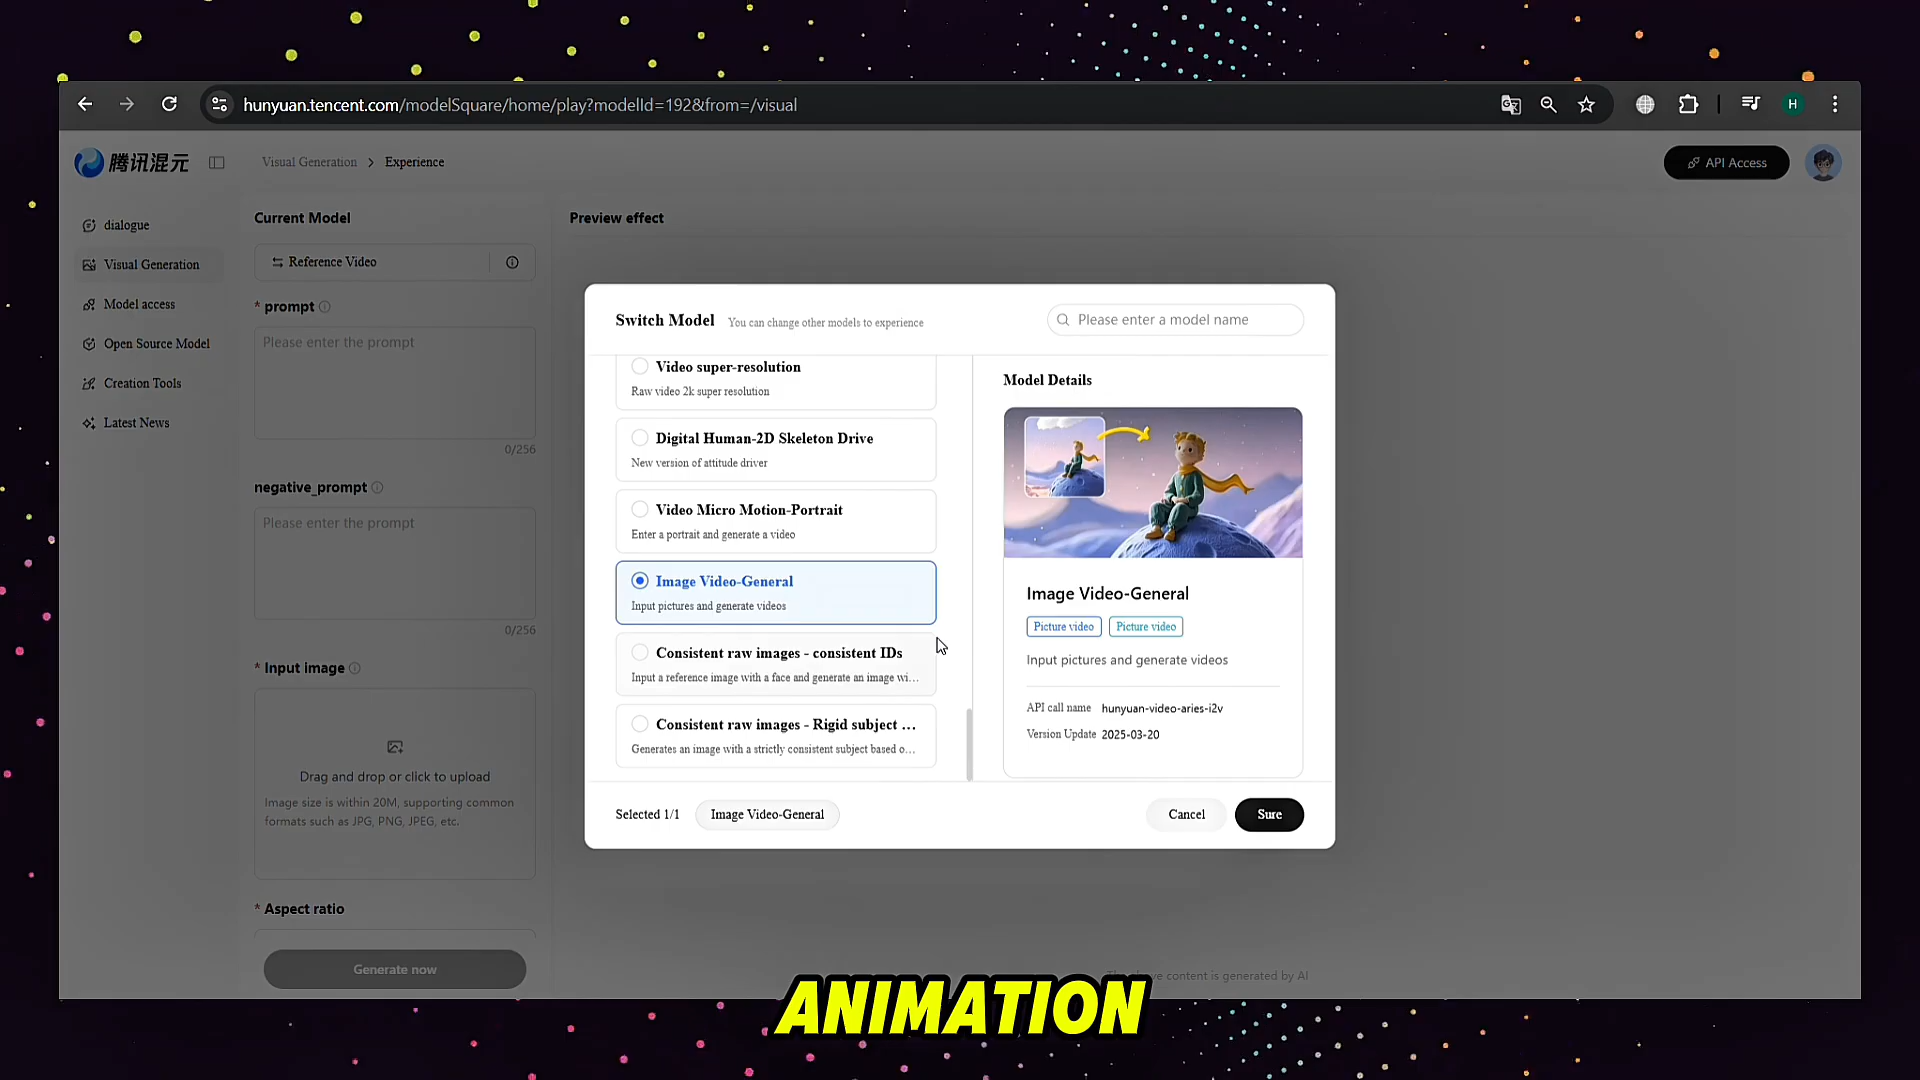 hunyuan.tencent.com/modelSquare/home/play?modelId=192&from=/visual
H
腾讯混元
Visual Generation > Experience
API Access
dialogue
Visual Generation
Model access
Open Source Model
Creation Tools
Latest News
Current Model
Reference Video
* prompt
Please enter the prompt
0/256
negative_prompt
Please enter the prompt
0/256
* Input image
Drag and drop or click to upload
Image size is within 20M, supporting common
formats such as JPG, PNG, JPEG, etc.
* Aspect ratio
Generate now
Preview effect
Switch Model You can change other models to experience
Please enter a model name
Video super-resolution
Raw video 2k super resolution
Digital Human-2D Skeleton Drive
New version of attitude driver
Video Micro Motion-Portrait
Enter a portrait and generate a video
Image Video-General
Input pictures and generate videos
Consistent raw images - consistent IDs
Input a reference image with a face and generate an image wi...
Consistent raw images - Rigid subject ...
Generates an image with a strictly consistent subject based o...
Model Details
Image Video-General
Picture video Picture video
Input pictures and generate videos
API call name hunyuan-video-aries-i2v
Version Update 2025-03-20
Selected 1/1 Image Video-General
Cancel Sure
content is generated by AI
ANIMATION